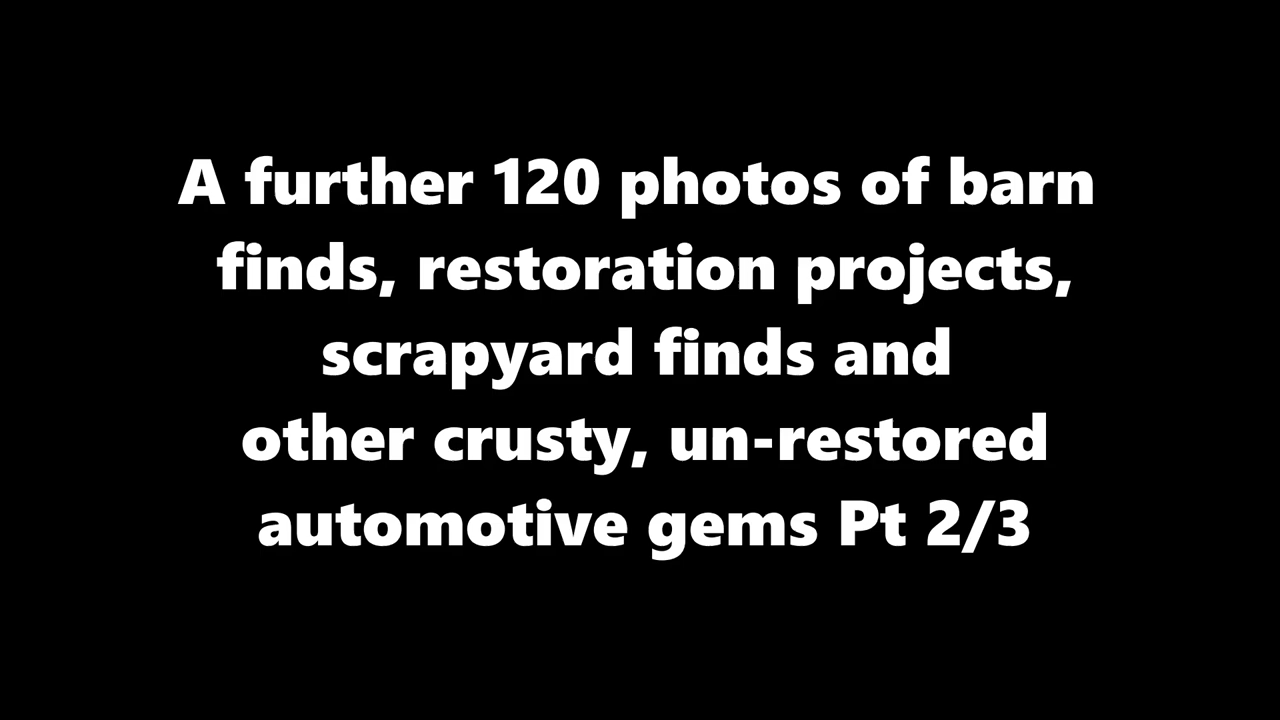 A further 120 photos of barn
finds, restoration projects,
scrapyard finds and
other crusty, un-restored
automotive gems Pt 2/3